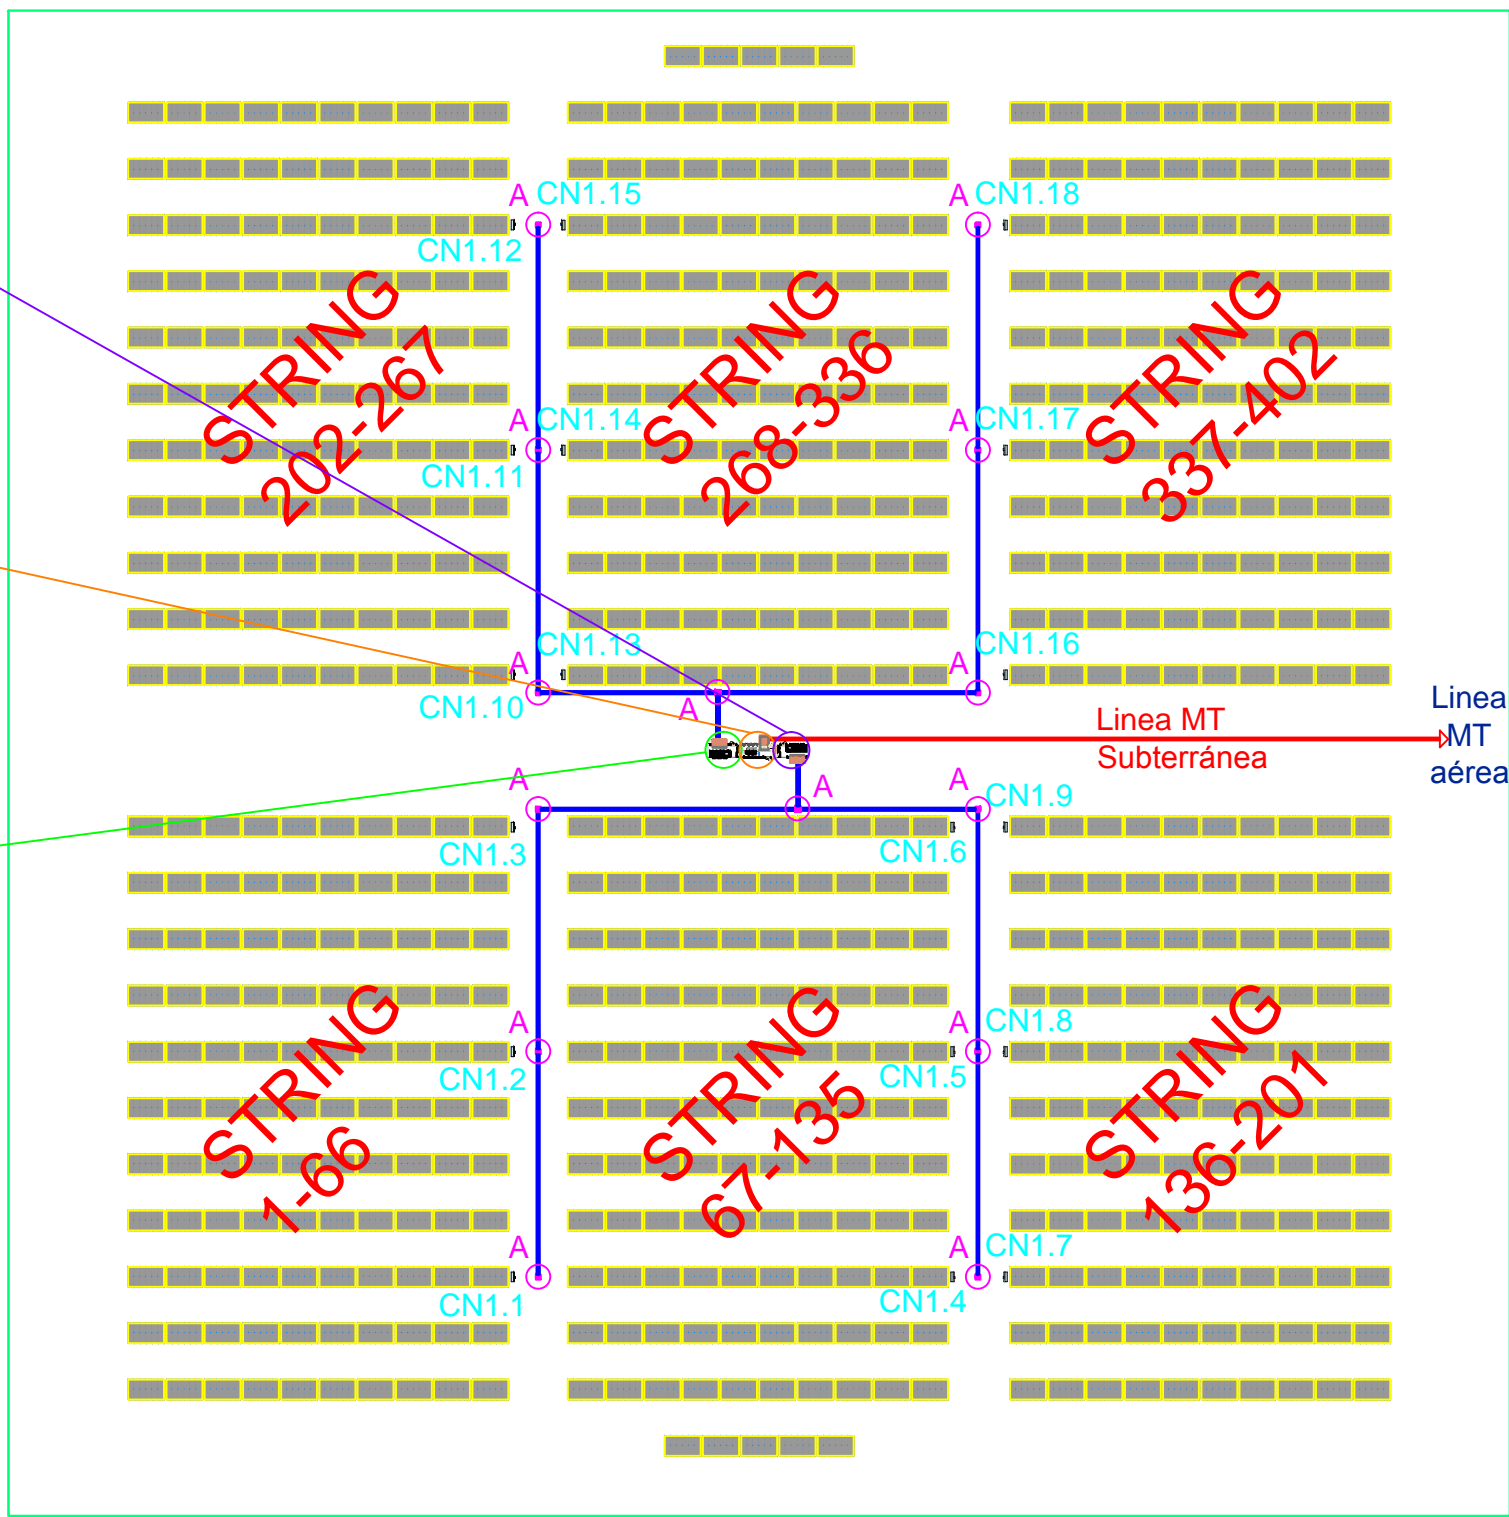 A CN1.15
A CN1.18
CN1.12
STRING
202-267
STRING
268-336
STRING
337-402
A CN1.14
A CN1.17
CN1.11
A CN1.13
A CN1.16
CN1.10
A
Linea MT
Subterránea
Linea
MT
aérea
A
A
A CN1.9
CN1.3
CN1.6
STRING
1-66
STRING
67-135
STRING
136-201
A
A CN1.8
CN1.2
CN1.5
A
A CN1.7
CN1.1
CN1.4